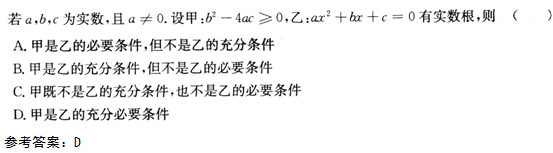 若a,b,c为实数,且a ≠ 0. 设甲:b² − 4ac ≥ 0,乙:ax² + bx + c = 0 有实数根,则 (    )
A. 甲是乙的必要条件,但不是乙的充分条件
B. 甲是乙的充分条件,但不是乙的必要条件
C. 甲既不是乙的充分条件,也不是乙的必要条件
D. 甲是乙的充分必要条件
参考答案：D